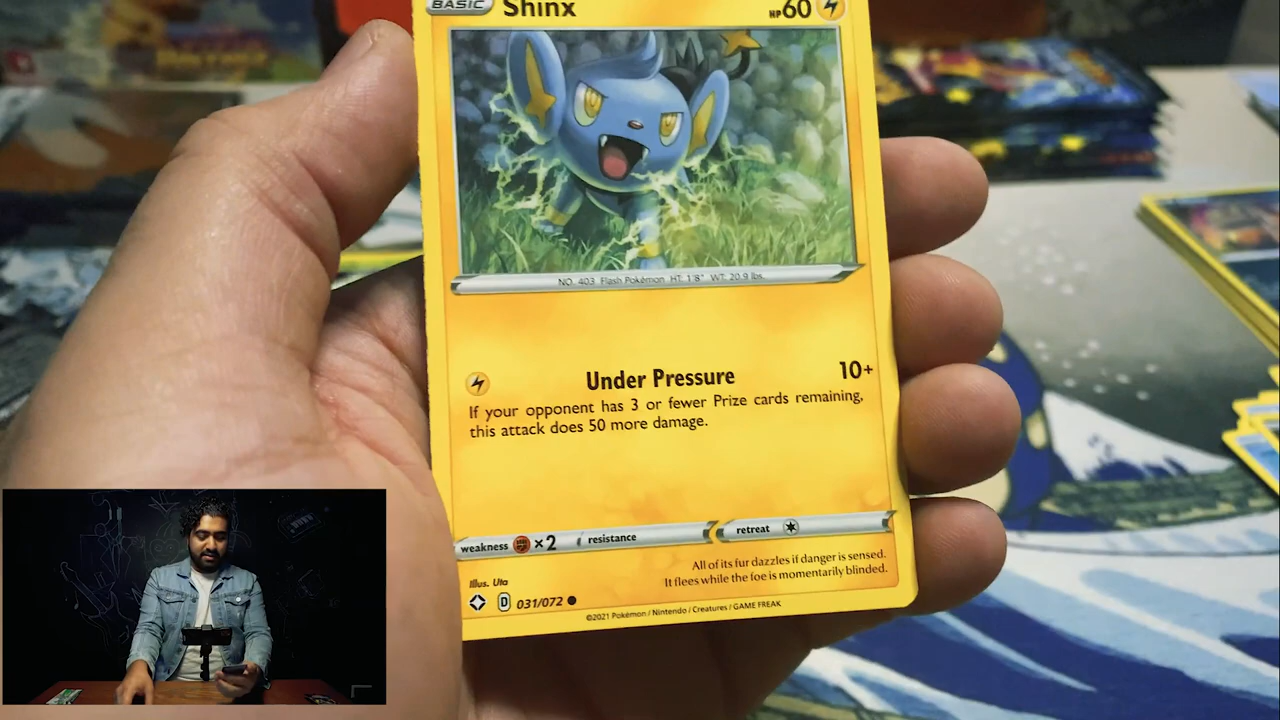 BASIC Shinx HP60
NO. 403 Flash Pokémon HT: 1'8" WT: 20.9 lbs.
Under Pressure 10+
If your opponent has 3 or fewer Prize cards remaining,
this attack does 50 more damage.
weakness ×2 resistance retreat
All of its fur dazzles if danger is sensed.
It flees while the foe is momentarily blinded.
Illus. Uta
D 031/072
©2021 Pokémon / Nintendo / Creatures / GAME FREAK